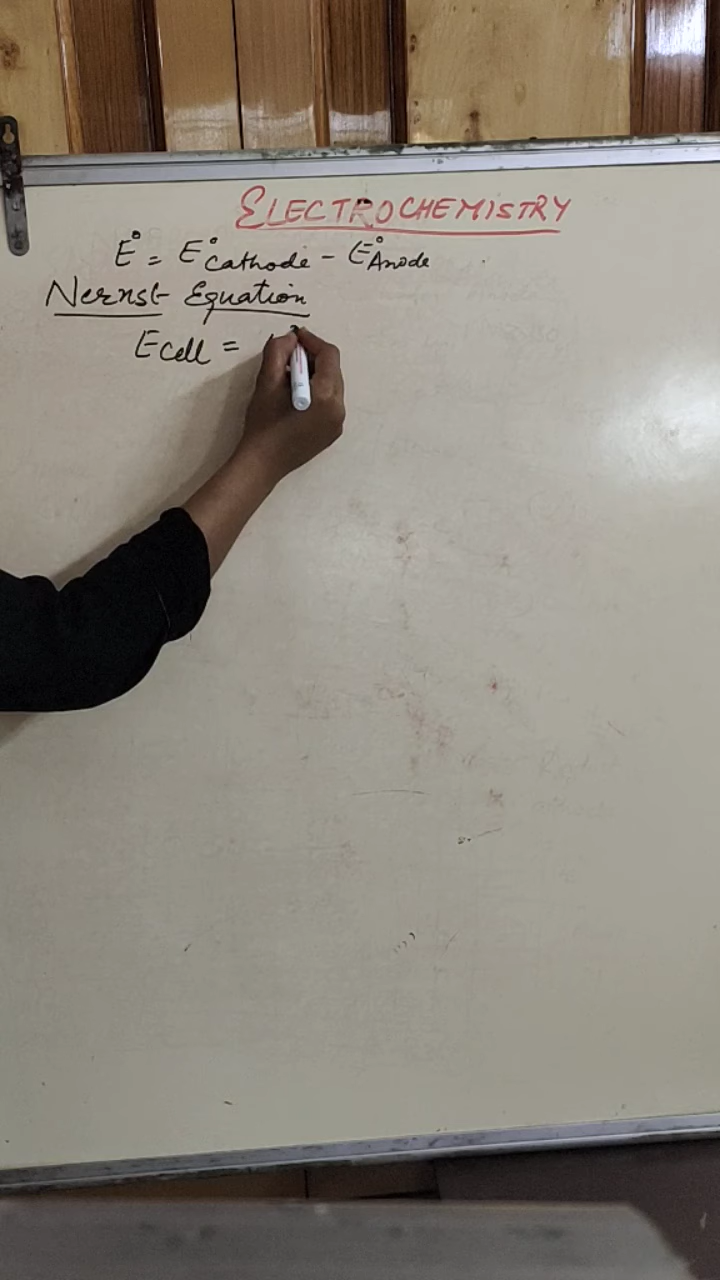 ELECTROCHEMISTRY
E° = E°Cathode - E°Anode
Nernst Equation
Ecell =